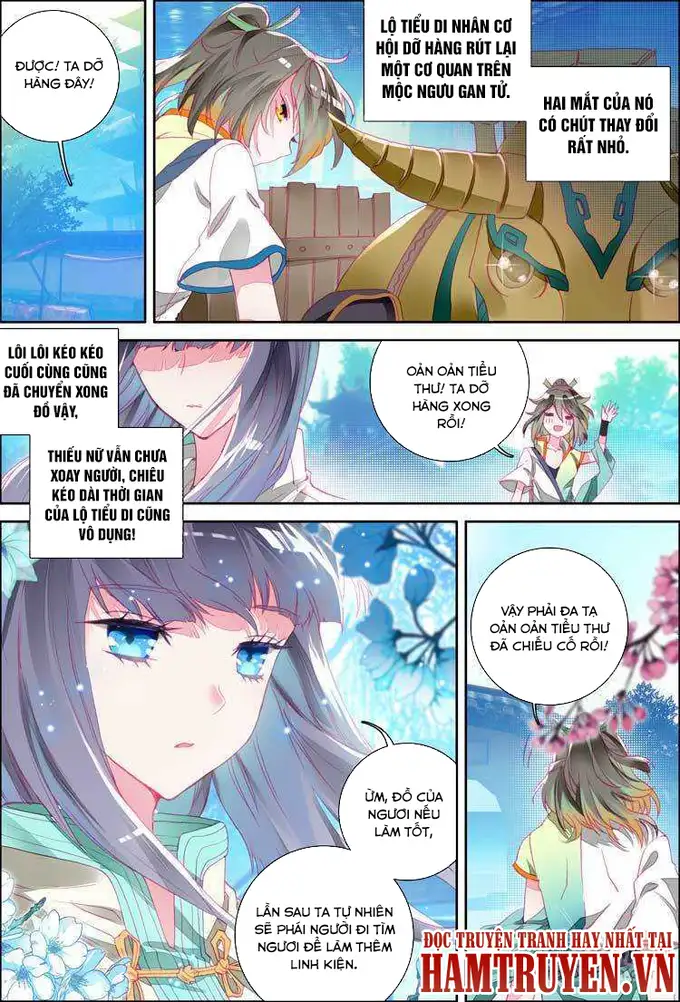 ĐƯỢC! TA DỠ
HÀNG ĐÂY!
LỘ TIỂU DI NHÂN CƠ
HỘI DỠ HÀNG RÚT LẠI
MỘT CƠ QUAN TRÊN
MỘC NGƯU GAN TỬ.
HAI MẮT CỦA NÓ
CÓ CHÚT THAY ĐỔI
RẤT NHỎ.
LÔI LÔI KÉO KÉO
CUỐI CÙNG CŨNG
ĐÃ CHUYỂN XONG
ĐỒ VẬY,
THIẾU NỮ VẪN CHƯA
XOAY NGƯỜI, CHIÊU
KÉO DÀI THỜI GIAN
CỦA LỘ TIỂU DI CŨNG
VÔ DỤNG!
OẢN OẢN TIỂU
THƯ! TA DỠ
HÀNG XONG
RỒI!
VẬY PHẢI ĐA TẠ
OẢN OẢN TIỂU THƯ
ĐÃ CHIẾU CỐ RỒI!
ỪM, ĐỒ CỦA
NGƯƠI NẾU
LÀM TỐT,
LẦN SAU TA TỰ NHIÊN
SẼ PHÁI NGƯỜI ĐI TÌM
NGƯƠI ĐỂ LÀM THÊM
LINH KIỆN.
ĐỌC TRUYỆN TRANH HAY NHẤT TẠI
HAMTRUYEN.VN